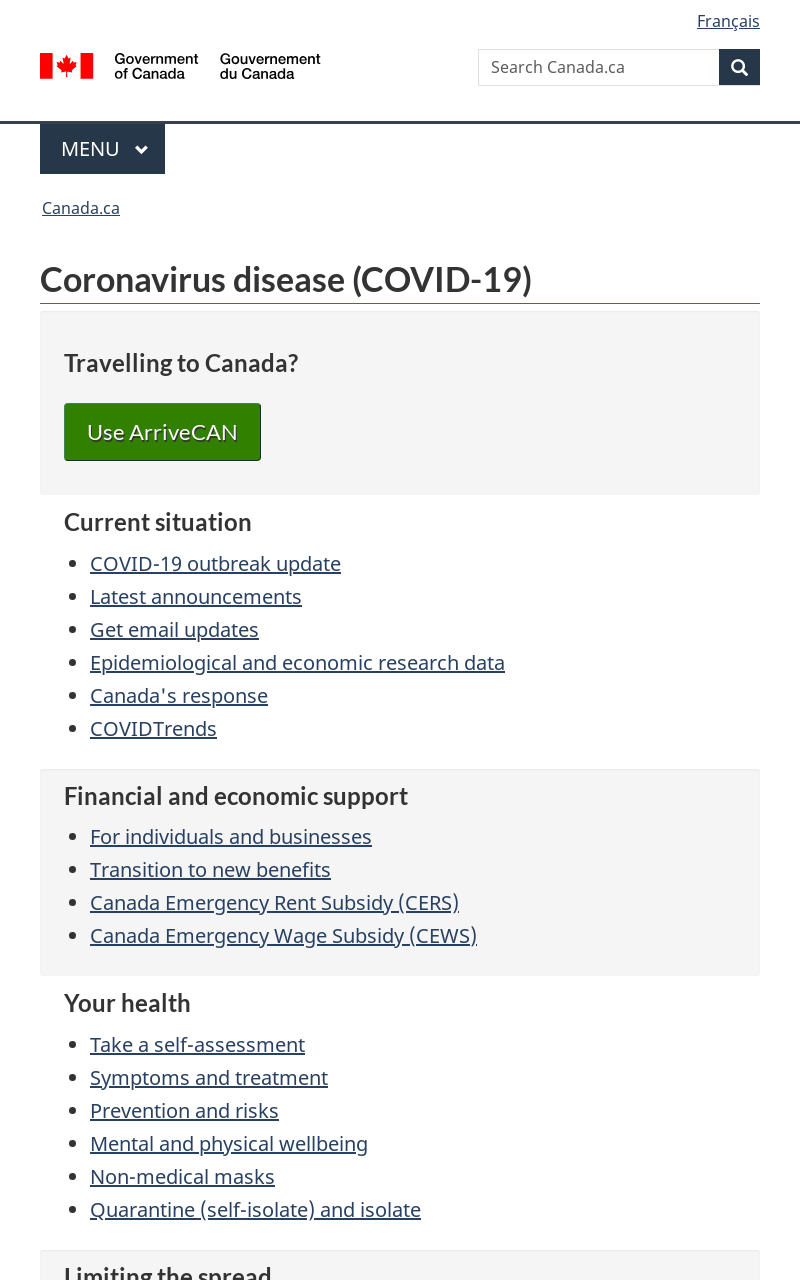 Français
Government
of Canada
Gouvernement
du Canada
Search Canada.ca
MENU
Canada.ca
Coronavirus disease (COVID-19)
Travelling to Canada?
Use ArriveCAN
Current situation
COVID-19 outbreak update
Latest announcements
Get email updates
Epidemiological and economic research data
Canada's response
COVIDTrends
Financial and economic support
For individuals and businesses
Transition to new benefits
Canada Emergency Rent Subsidy (CERS)
Canada Emergency Wage Subsidy (CEWS)
Your health
Take a self-assessment
Symptoms and treatment
Prevention and risks
Mental and physical wellbeing
Non-medical masks
Quarantine (self-isolate) and isolate
Limiting the spread